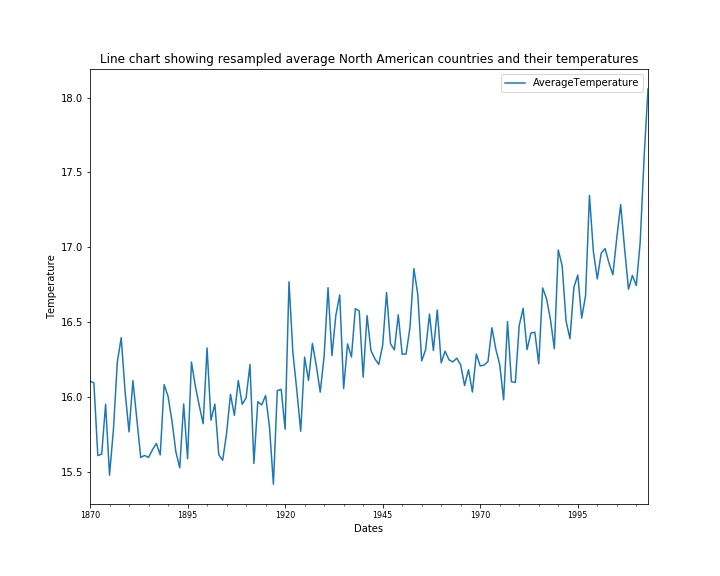 Line chart showing resampled average North American countries and their temperatures
AverageTemperature
18.0
17.5
17.0
16.5
16.0
15.5
Temperature
1870 1895 1920 1945 1970 1995
Dates